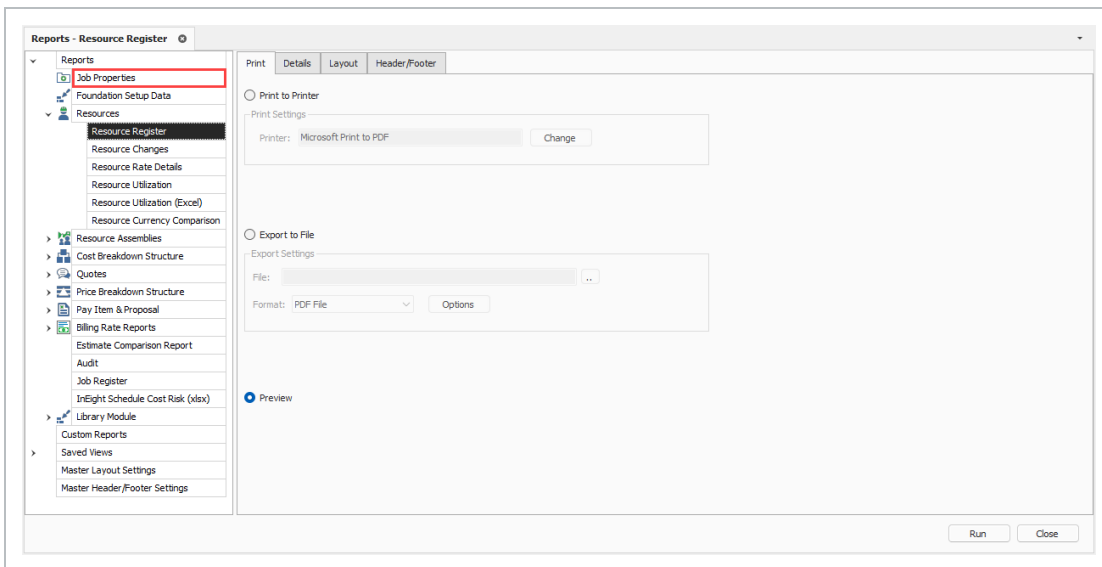 Reports - Resource Register
Reports
Job Properties
Foundation Setup Data
Resources
Resource Register
Resource Changes
Resource Rate Details
Resource Utilization
Resource Utilization (Excel)
Resource Currency Comparison
Resource Assemblies
Cost Breakdown Structure
Quotes
Price Breakdown Structure
Pay Item & Proposal
Billing Rate Reports
Estimate Comparison Report
Audit
Job Register
InEight Schedule Cost Risk (xlsx)
Library Module
Custom Reports
Saved Views
Master Layout Settings
Master Header/Footer Settings
Print Details Layout Header/Footer
Print to Printer
Print Settings
Printer: Microsoft Print to PDF Change
Export to File
Export Settings
File: ..
Format: PDF File Options
Preview
Run Close